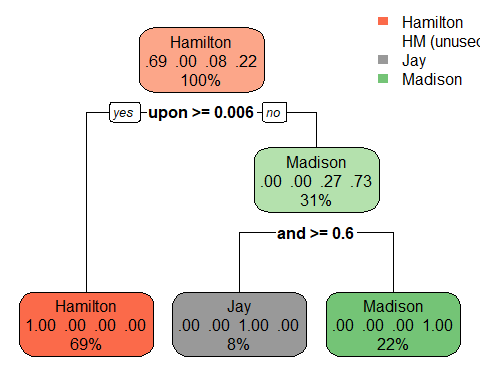 Hamilton
HM (unused
Jay
Madison
Hamilton
.69 .00 .08 .22
100%
yes upon >= 0.006 no
Madison
.00 .00 .27 .73
31%
and >= 0.6
Hamilton
1.00 .00 .00 .00
69%
Jay
.00 .00 1.00 .00
8%
Madison
.00 .00 .00 1.00
22%